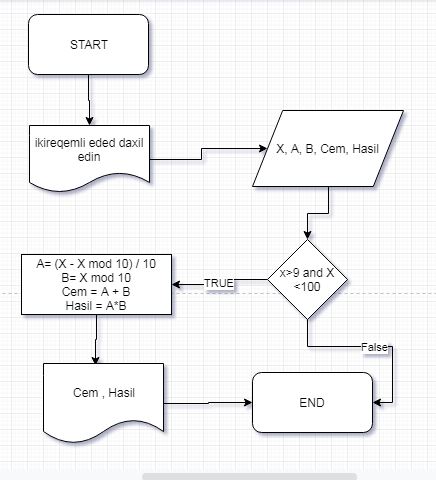 START
ikireqemli eded daxil
edin
X, A, B, Cem, Hasil
x>9 and X
<100
TRUE
A= (X - X mod 10) / 10
B= X mod 10
Cem = A + B
Hasil = A*B
False
Cem , Hasil
END